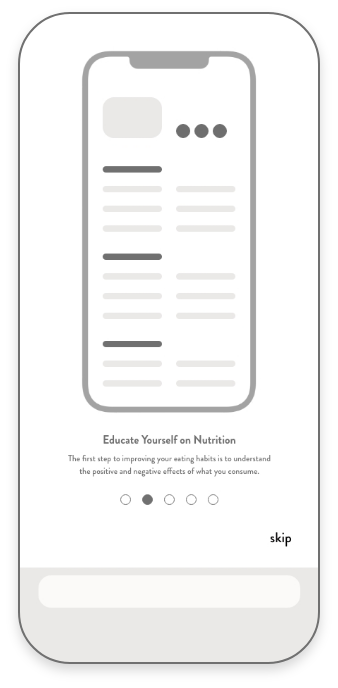 Educate Yourself on Nutrition
The first step to improving your eating habits is to understand
the positive and negative effects of what you consume.
skip